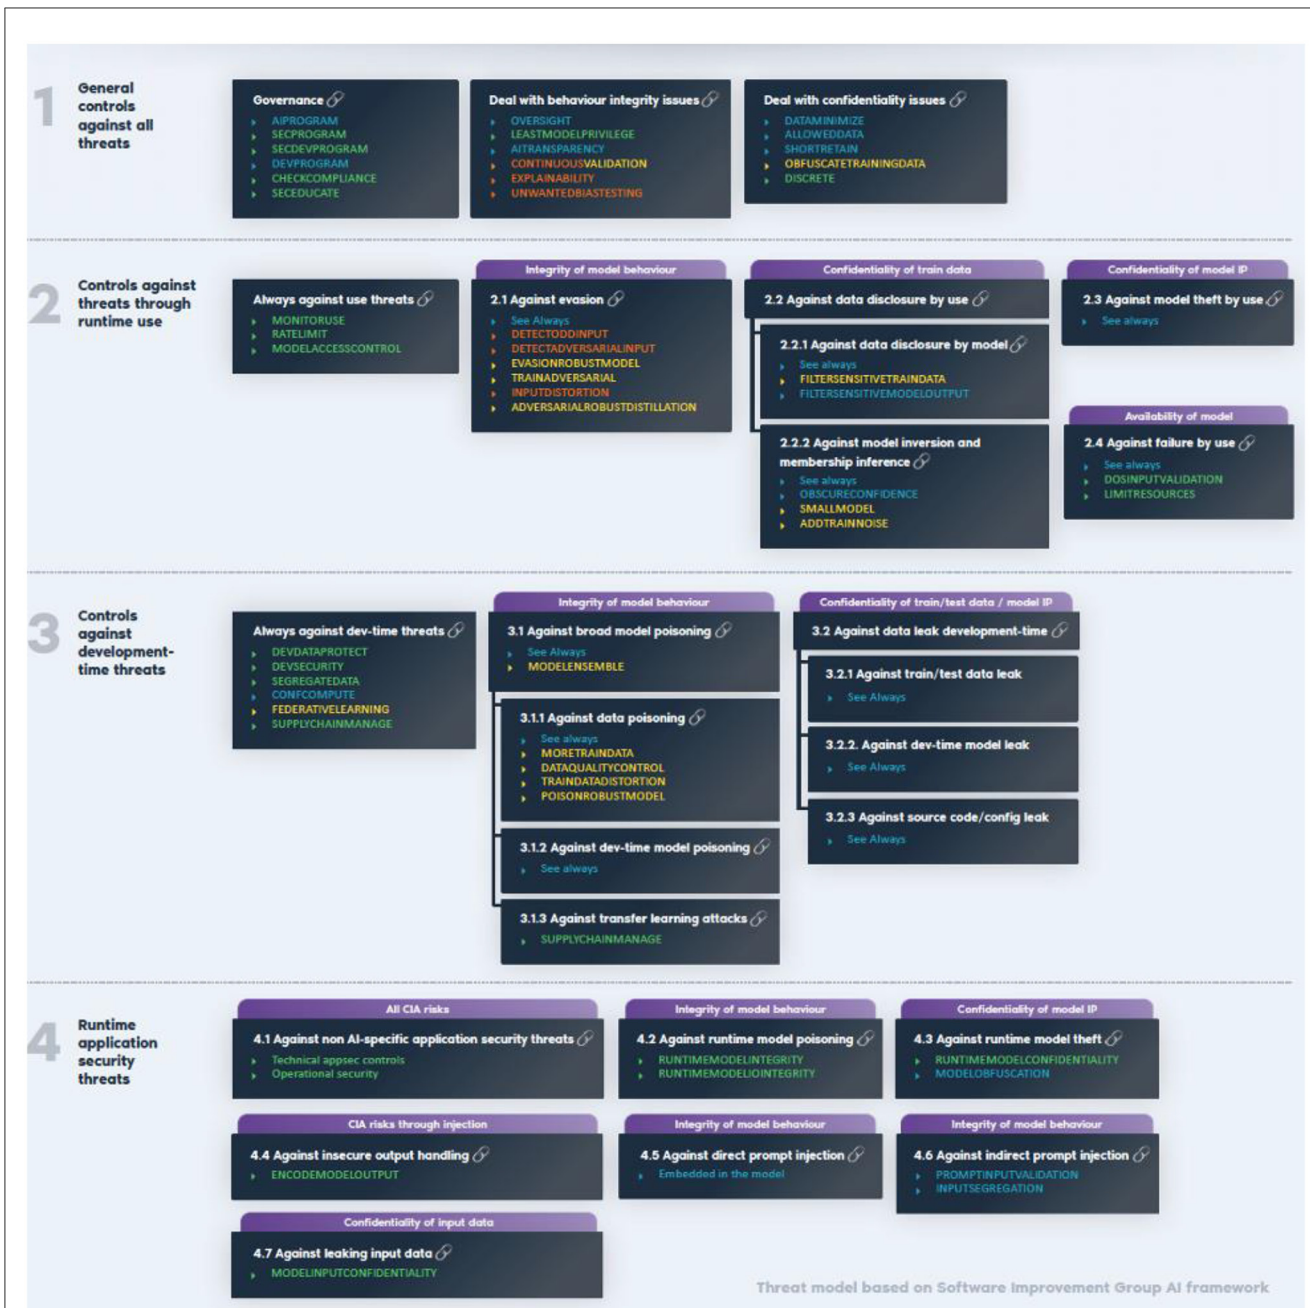 1
General
controls
against all
threats
Governance
AIPROGRAM
SECPROGRAM
SECDEVPROGRAM
DEVPROGRAM
CHECKCOMPLIANCE
SECEDUCATE
Deal with behaviour integrity issues
OVERSIGHT
LEASTMODELPRIVILEGE
AITRANSPARENCY
CONTINUOUSVALIDATION
EXPLAINABILITY
UNWANTEDBIASTESTING
Deal with confidentiality issues
DATAMINIMIZE
ALLOWEDDATA
SHORTRETAIN
OBFUSCATETRAININGDATA
DISCRETE
2
Controls against
threats through
runtime use
Always against use threats
MONITORUSE
RATELIMIT
MODELACCESSCONTROL
Integrity of model behaviour
2.1 Against evasion
See Always
DETECTODDINPUT
DETECTADVERSARIALINPUT
EVASIONROBUSTMODEL
TRAINADVERSARIAL
INPUTDISTORTION
ADVERSARIALROBUSTDISTILLATION
Confidentiality of train data
2.2 Against data disclosure by use
2.2.1 Against data disclosure by model
See always
FILTERSENSITIVETRAINDATA
FILTERSENSITIVEMODELOUTPUT
2.2.2 Against model inversion and
membership inference
See always
OBSCURECONFIDENCE
SMALLMODEL
ADDTRAINNOISE
Confidentiality of model IP
2.3 Against model theft by use
See always
Availability of model
2.4 Against failure by use
See always
DOSINPUTVALIDATION
LIMITRESOURCES
3
Controls
against
development-
time threats
Always against dev-time threats
DEVDATAPROTECT
DEVSECURITY
SEGREGATEDATA
CONFCOMPUTE
FEDERATIVELEARNING
SUPPLYCHAINMANAGE
Integrity of model behaviour
3.1 Against broad model poisoning
See Always
MODELENSEMBLE
3.1.1 Against data poisoning
See always
MORETRAINDATA
DATAQUALITYCONTROL
TRAINDATADISTORTION
POISONROBUSTMODEL
3.1.2 Against dev-time model poisoning
See always
3.1.3 Against transfer learning attacks
SUPPLYCHAINMANAGE
Confidentiality of train/test data / model IP
3.2 Against data leak development-time
3.2.1 Against train/test data leak
See Always
3.2.2. Against dev-time model leak
See Always
3.2.3 Against source code/config leak
See Always
4
Runtime
application
security
threats
All CIA risks
4.1 Against non AI-specific application security threats
Technical appsec controls
Operational security
Integrity of model behaviour
4.2 Against runtime model poisoning
RUNTIMEMODELINTEGRITY
RUNTIMEMODELIOINTEGRITY
Confidentiality of model IP
4.3 Against runtime model theft
RUNTIMEMODELCONFIDENTIALITY
MODELOBFUSCATION
CIA risks through injection
4.4 Against insecure output handling
ENCODEMODELOUTPUT
Integrity of model behaviour
4.5 Against direct prompt injection
Embedded in the model
Integrity of model behaviour
4.6 Against indirect prompt injection
PROMPTINPUTVALIDATION
INPUTSEGREGATION
Confidentiality of input data
4.7 Against leaking input data
MODELINPUTCONFIDENTIALITY
Threat model based on Software Improvement Group AI framework